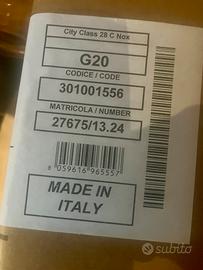 City Class 28 C Nox
G20
CODICE / CODE
301001556
MATRICOLA / NUMBER
27675/13.24
8 059616 965557
MADE IN
ITALY
subito